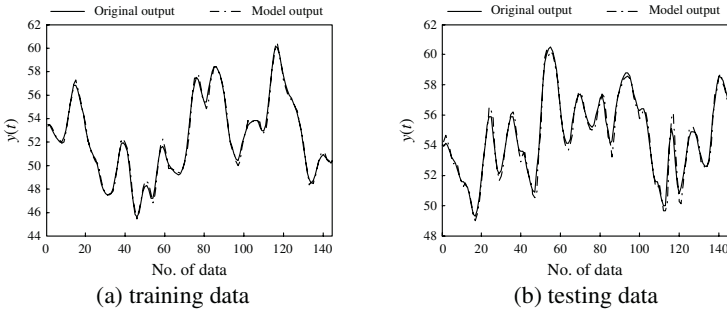 Original output Model output
62
60
58
56
54
52
50
48
46
44
y(t)
0 20 40 60 80 100 120 140
No. of data
(a) training data
Original output Model output
62
60
58
56
54
52
50
48
y(t)
0 20 40 60 80 100 120 140
No. of data
(b) testing data